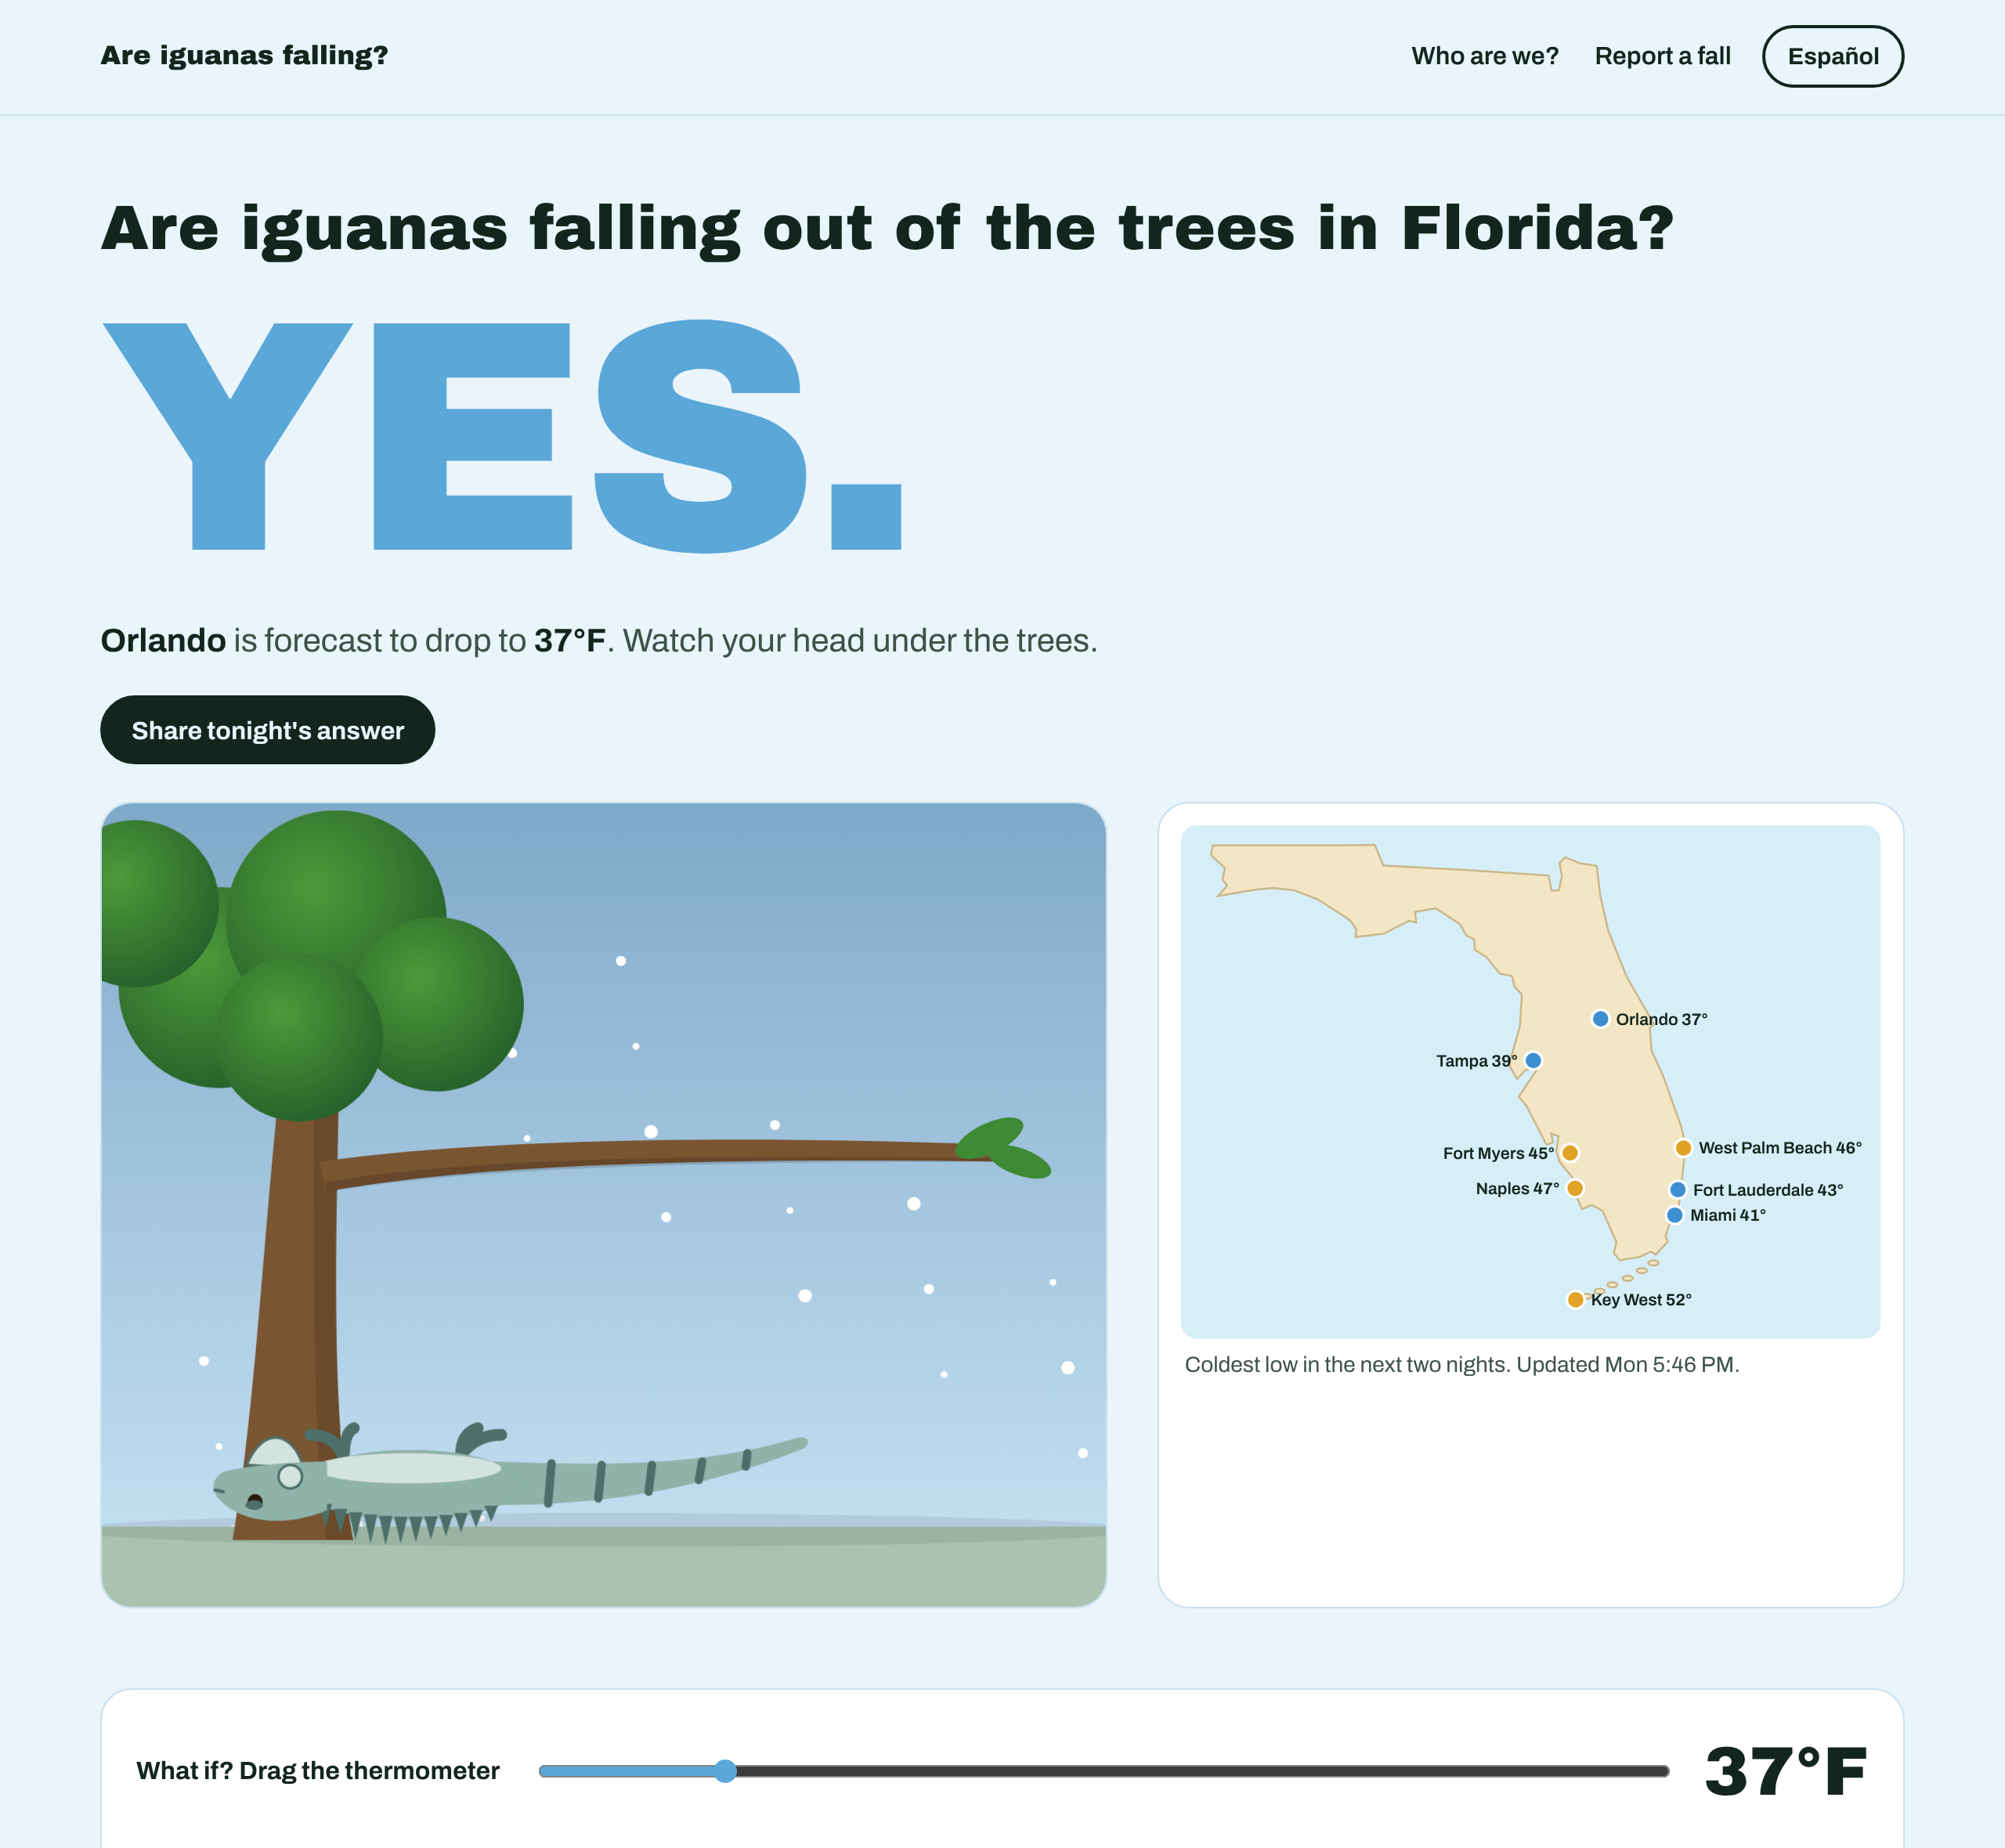 Are iguanas falling?
Who are we?
Report a fall
Español
Are iguanas falling out of the trees in Florida?
YES.
Orlando is forecast to drop to 37°F. Watch your head under the trees.
Share tonight's answer
Orlando 37°
Tampa 39°
West Palm Beach 46°
Fort Myers 45°
Naples 47°
Fort Lauderdale 43°
Miami 41°
Key West 52°
Coldest low in the next two nights. Updated Mon 5:46 PM.
What if? Drag the thermometer
37°F